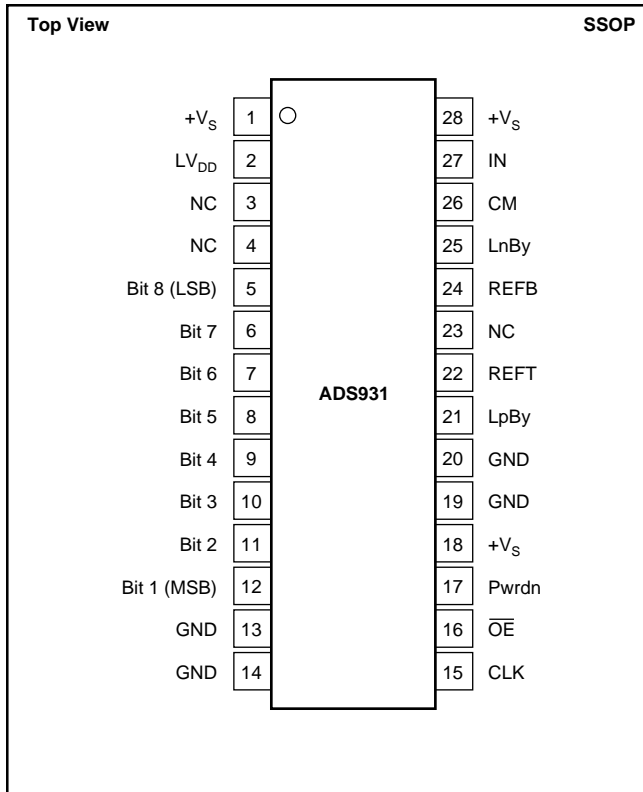 Top View SSOP
+VS 1 28 +VS
LVDD 2 27 IN
NC 3 26 CM
NC 4 25 LnBy
Bit 8 (LSB) 5 24 REFB
Bit 7 6 23 NC
Bit 6 7 22 REFT
ADS931
Bit 5 8 21 LpBy
Bit 4 9 20 GND
Bit 3 10 19 GND
Bit 2 11 18 +VS
Bit 1 (MSB) 12 17 Pwrdn
GND 13 16 O̅E̅
GND 14 15 CLK